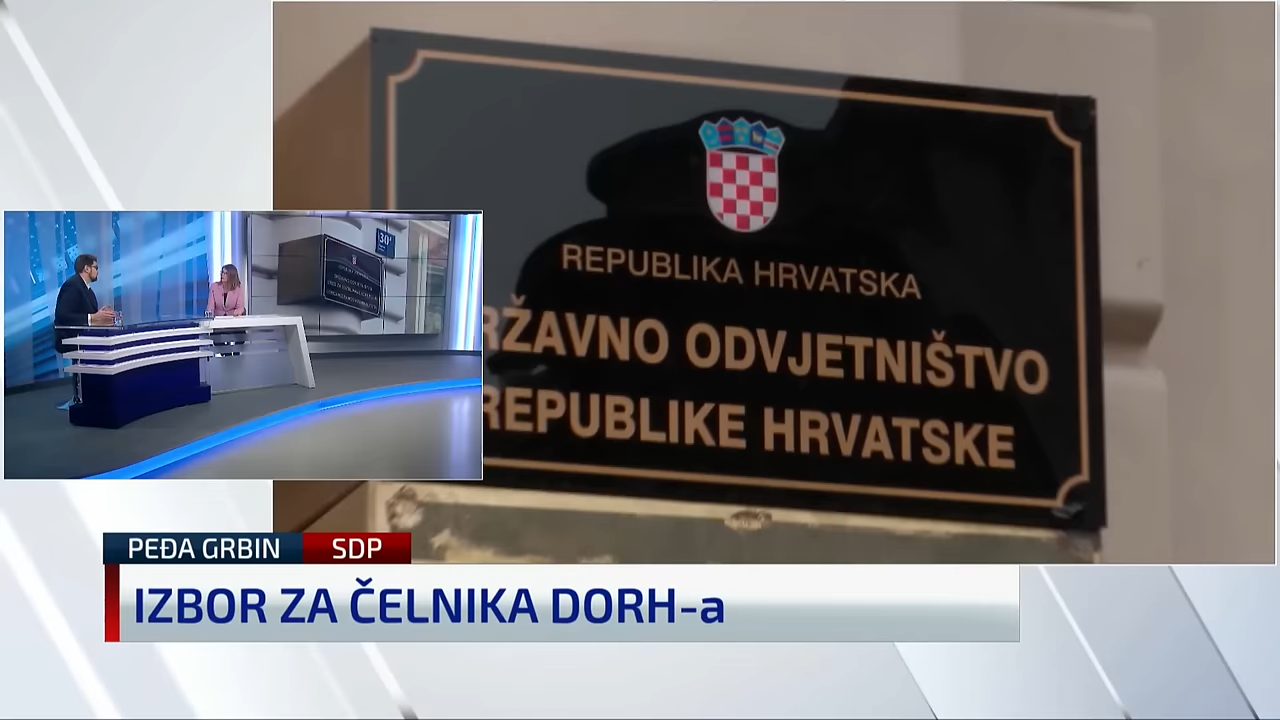 REPUBLIKA HRVATSKA
RŽAVNO ODVJETNIŠTVO
REPUBLIKE HRVATSKE
PEĐA GRBIN SDP
IZBOR ZA ČELNIKA DORH-a